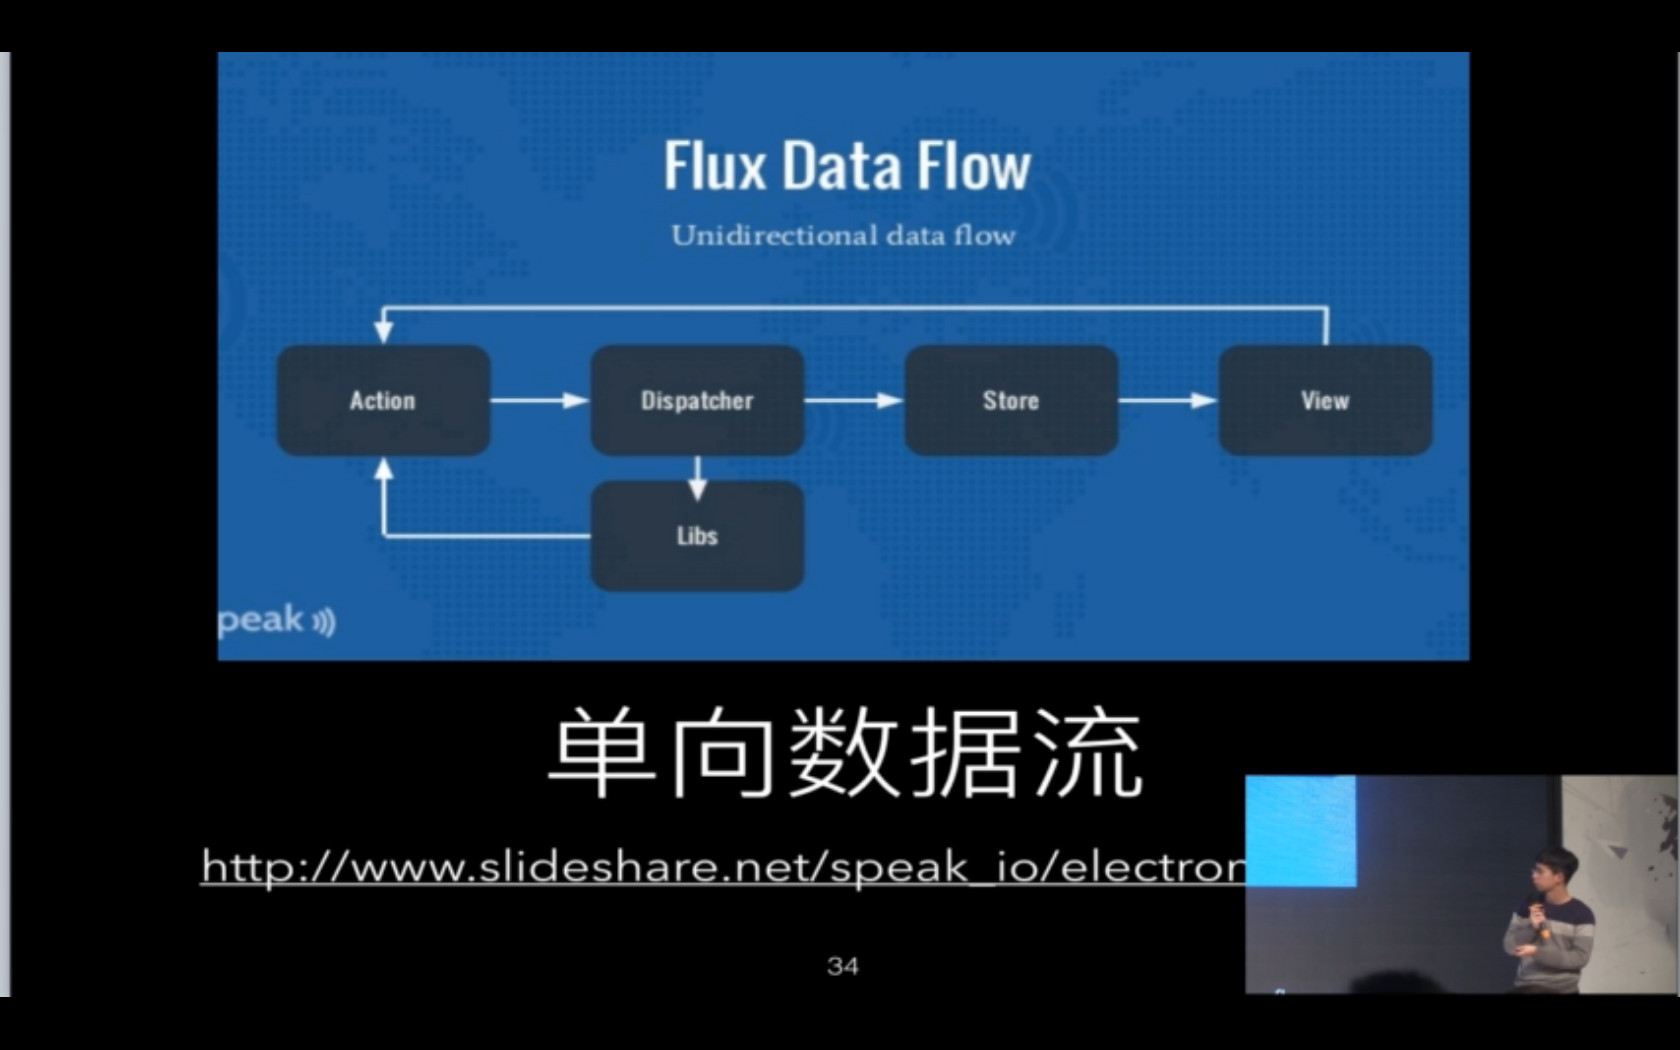 Flux Data Flow
Unidirectional data flow
Action
Dispatcher
Store
View
Libs
peak
单向数据流
http://www.slideshare.net/speak_io/electron
34